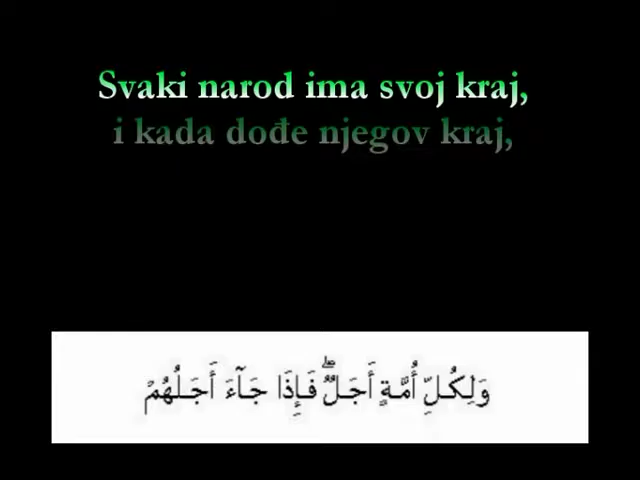 Svaki narod ima svoj kraj,
i kada dođe njegov kraj,
وَلِكُلِّ أُمَّةٍ أَجَلٌ ۖ فَإِذَا جَآءَ أَجَلُهُمْ